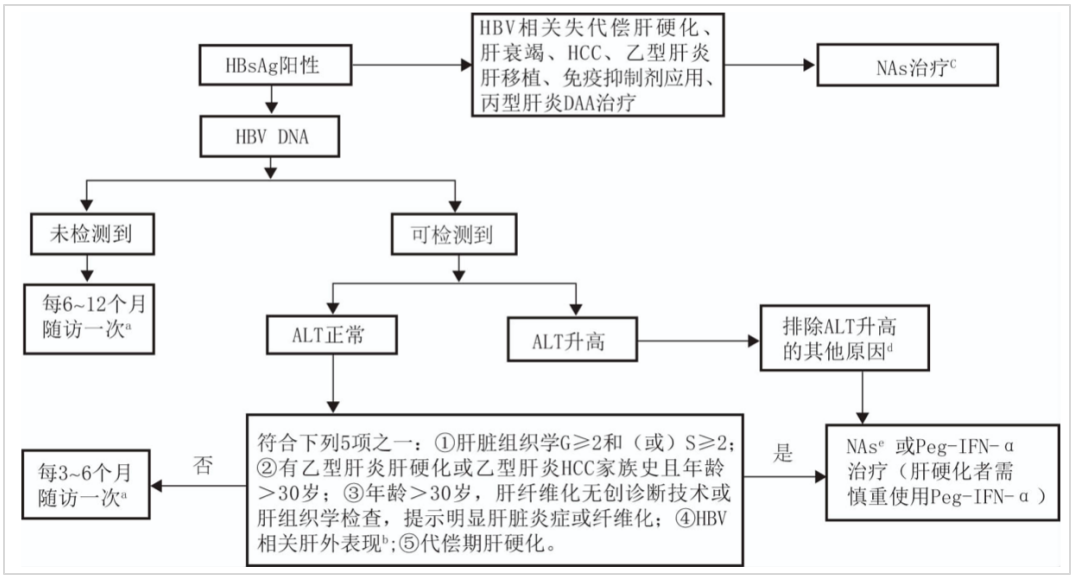 HBsAg阳性
HBV相关失代偿肝硬化、
肝衰竭、HCC、乙型肝炎
肝移植、免疫抑制剂应用、
丙型肝炎DAA治疗
NAs治疗C
HBV DNA
未检测到
可检测到
每6~12个月
随访一次a
ALT正常
ALT升高
排除ALT升高
的其他原因d
符合下列5项之一：①肝脏组织学G≥2和（或）S≥2；
②有乙型肝炎肝硬化或乙型肝炎HCC家族史且年龄
＞30岁；③年龄＞30岁，肝纤维化无创诊断技术或
肝组织学检查，提示明显肝脏炎症或纤维化；④HBV
相关肝外表现b;⑤代偿期肝硬化。
否
每3~6个月
随访一次a
是
NAse 或Peg-IFN-α
治疗（肝硬化者需
慎重使用Peg-IFN-α）